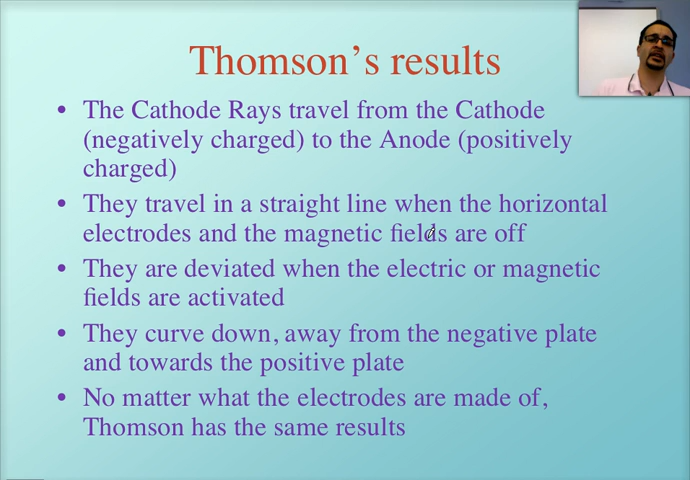 Thomson's results
• The Cathode Rays travel from the Cathode
(negatively charged) to the Anode (positively
charged)
• They travel in a straight line when the horizontal
electrodes and the magnetic fields are off
• They are deviated when the electric or magnetic
fields are activated
• They curve down, away from the negative plate
and towards the positive plate
• No matter what the electrodes are made of,
Thomson has the same results